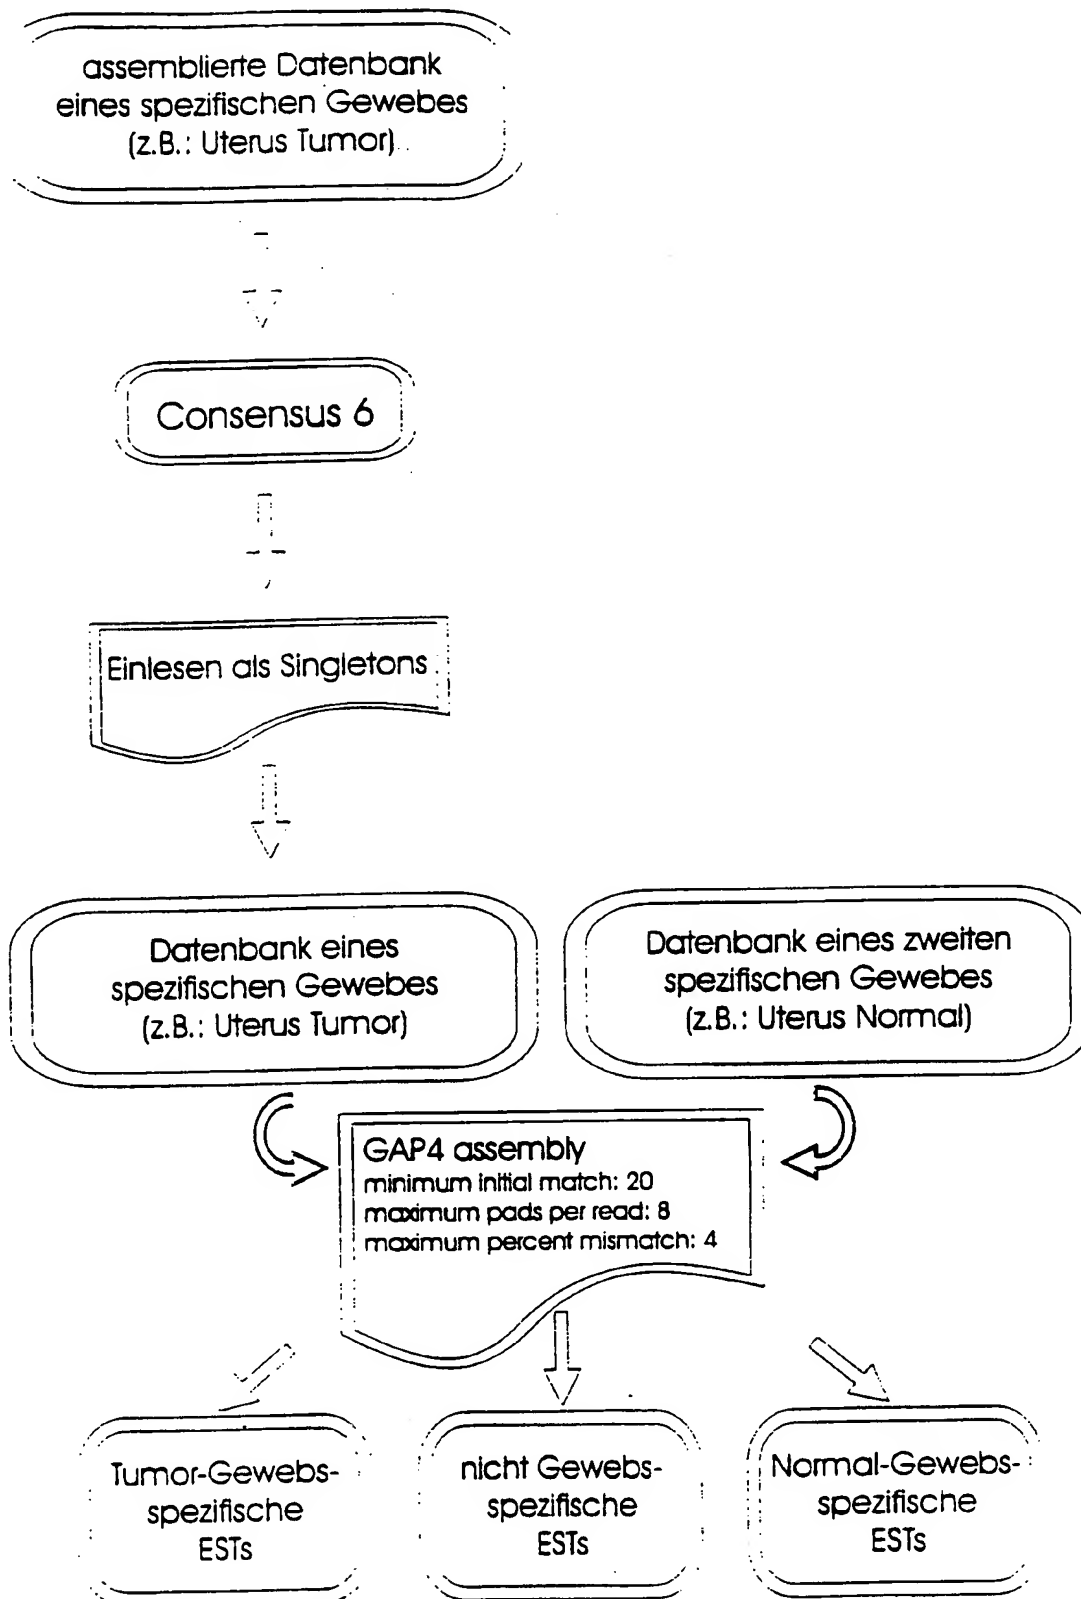 assemblierte Datenbank
eines spezifischen Gewebes
(z.B.: Uterus Tumor)
Consensus 6
Einlesen als Singletons
Datenbank eines
spezifischen Gewebes
(z.B.: Uterus Tumor)
Datenbank eines zweiten
spezifischen Gewebes
(z.B.: Uterus Normal)
GAP4 assembly
minimum initial match: 20
maximum pads per read: 8
maximum percent mismatch: 4
Tumor-Gewebs-
spezifische
ESTs
nicht Gewebs-
spezifische
ESTs
Normal-Gewebs-
spezifische
ESTs